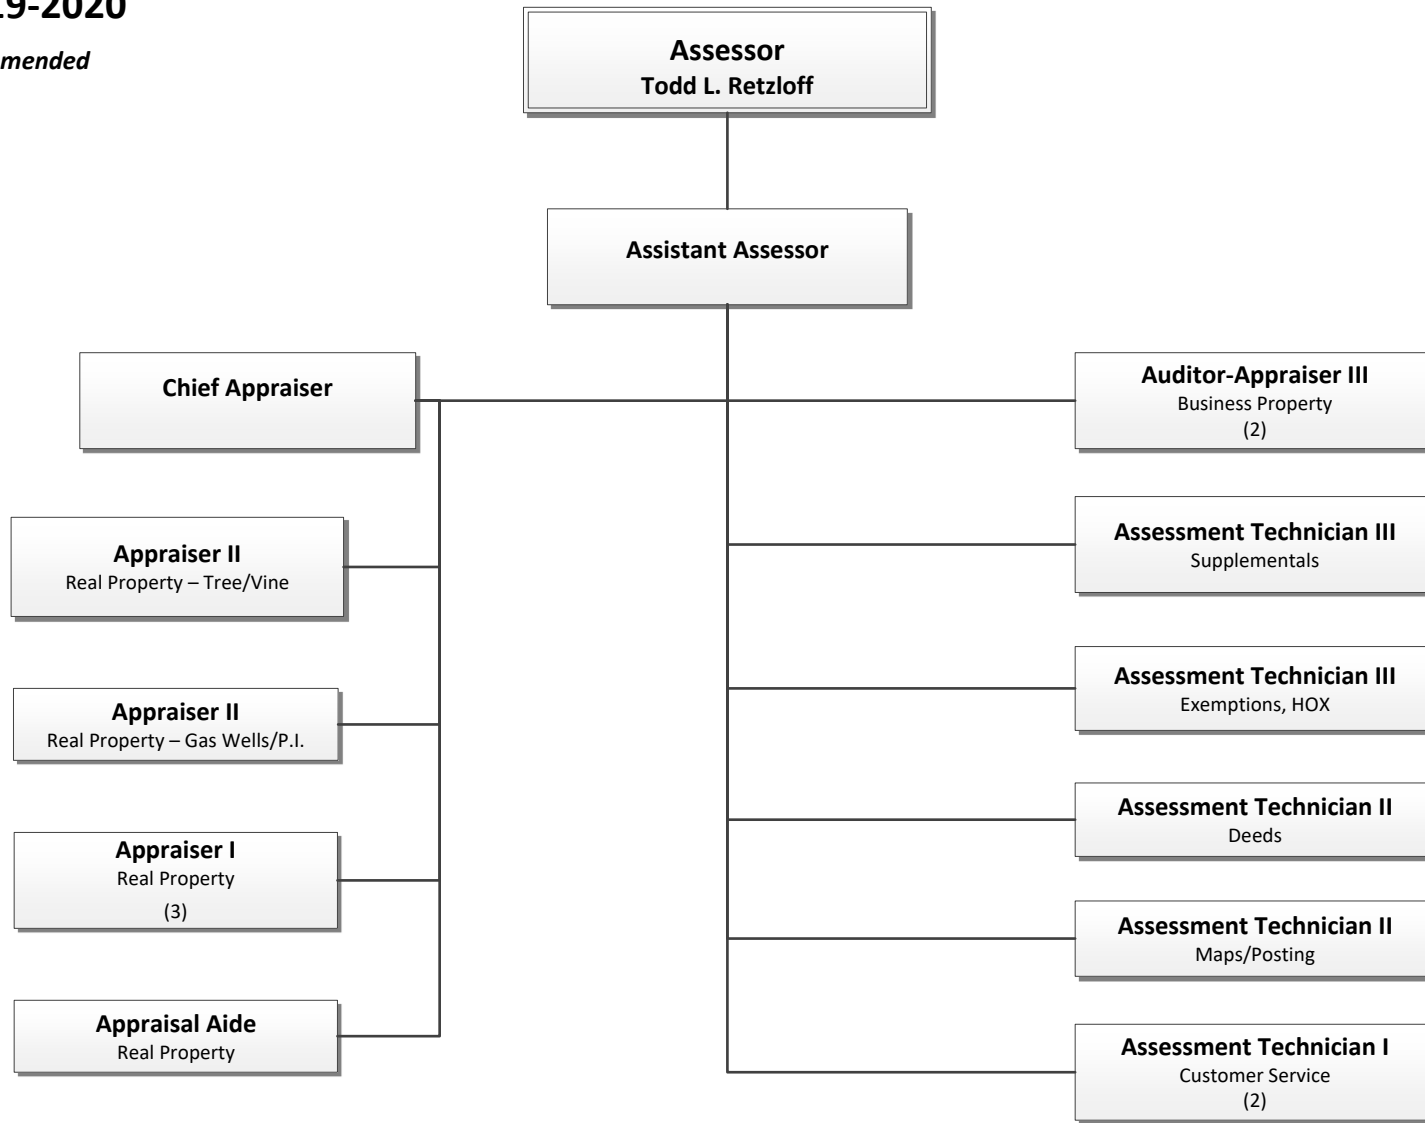 19-2020
mended
Assessor
Todd L. Retzloff
Assistant Assessor
Chief Appraiser
Appraiser II
Real Property – Tree/Vine
Appraiser II
Real Property – Gas Wells/P.I.
Appraiser I
Real Property
(3)
Appraisal Aide
Real Property
Auditor-Appraiser III
Business Property
(2)
Assessment Technician III
Supplementals
Assessment Technician III
Exemptions, HOX
Assessment Technician II
Deeds
Assessment Technician II
Maps/Posting
Assessment Technician I
Customer Service
(2)